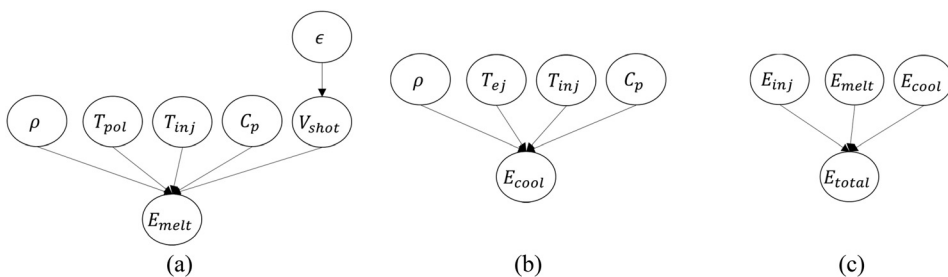 ϵ
ρ T_pol T_inj C_p V_shot
E_melt
(a)
ρ T_ej T_inj C_p
E_cool
(b)
E_inj E_melt E_cool
E_total
(c)